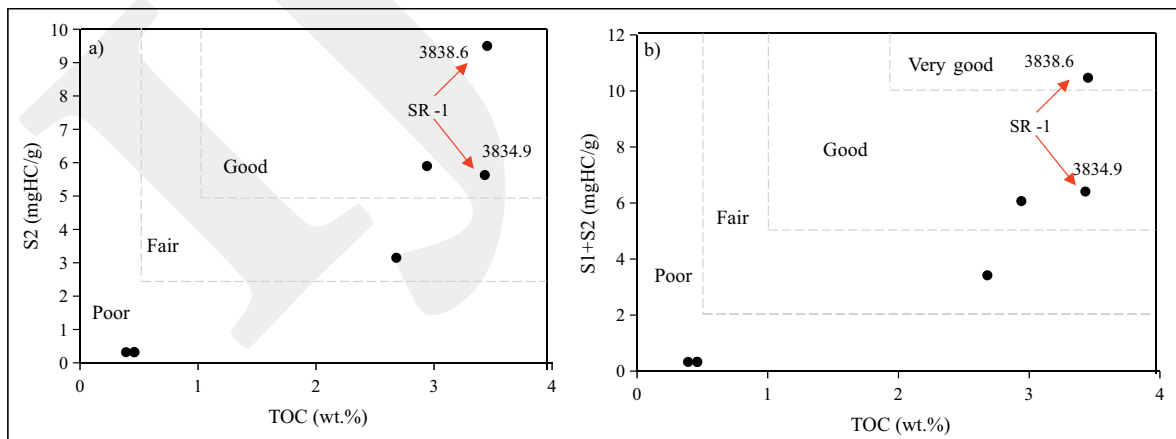 a)
10
9
8
7
6
5
4
3
2
1
0
S2 (mgHC/g)
3838.6
SR -1
3834.9
Good
Fair
Poor
0
1
2
3
4
TOC (wt.%)
b)
12
10
8
6
4
2
0
S1+S2 (mgHC/g)
Very good
3838.6
SR -1
3834.9
Good
Fair
Poor
0
1
2
3
4
TOC (wt.%)